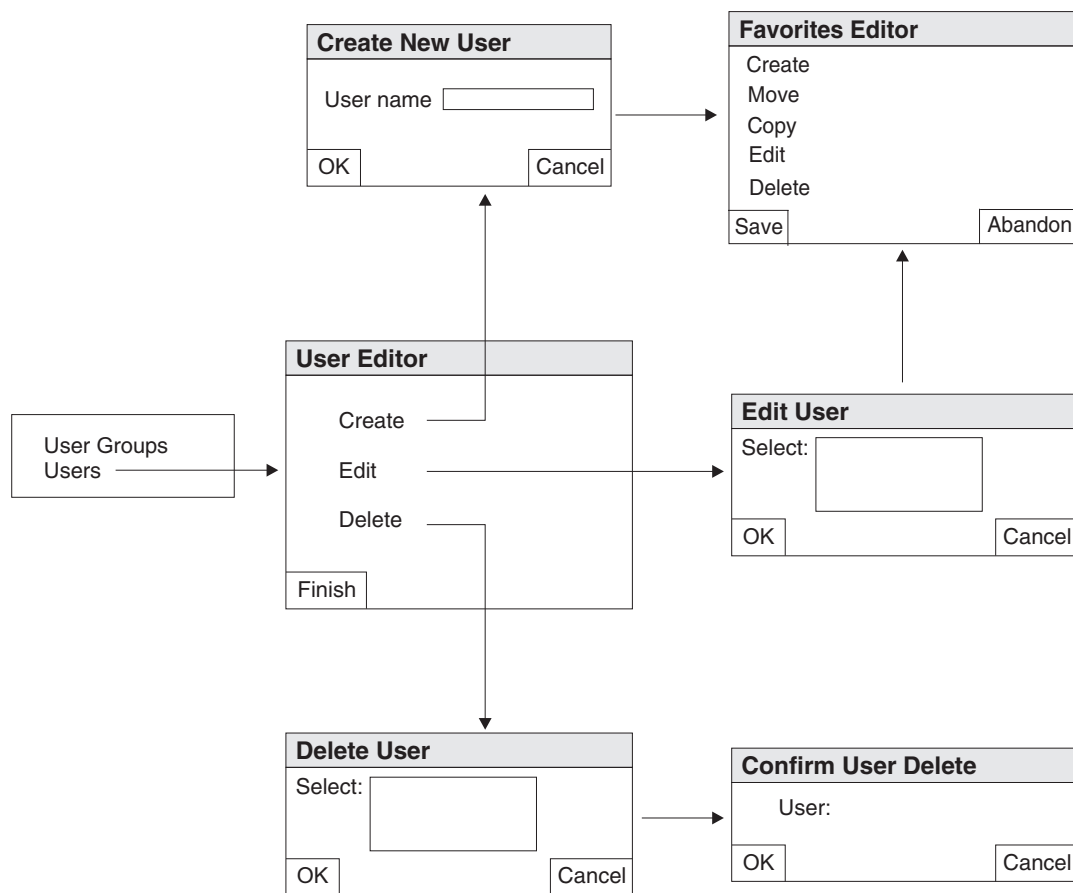 Create New User
User name
OK
Cancel
Favorites Editor
Create
Move
Copy
Edit
Delete
Save
Abandon
User Groups
Users
User Editor
Create
Edit
Delete
Finish
Edit User
Select:
OK
Cancel
Delete User
Select:
OK
Cancel
Confirm User Delete
User:
OK
Cancel